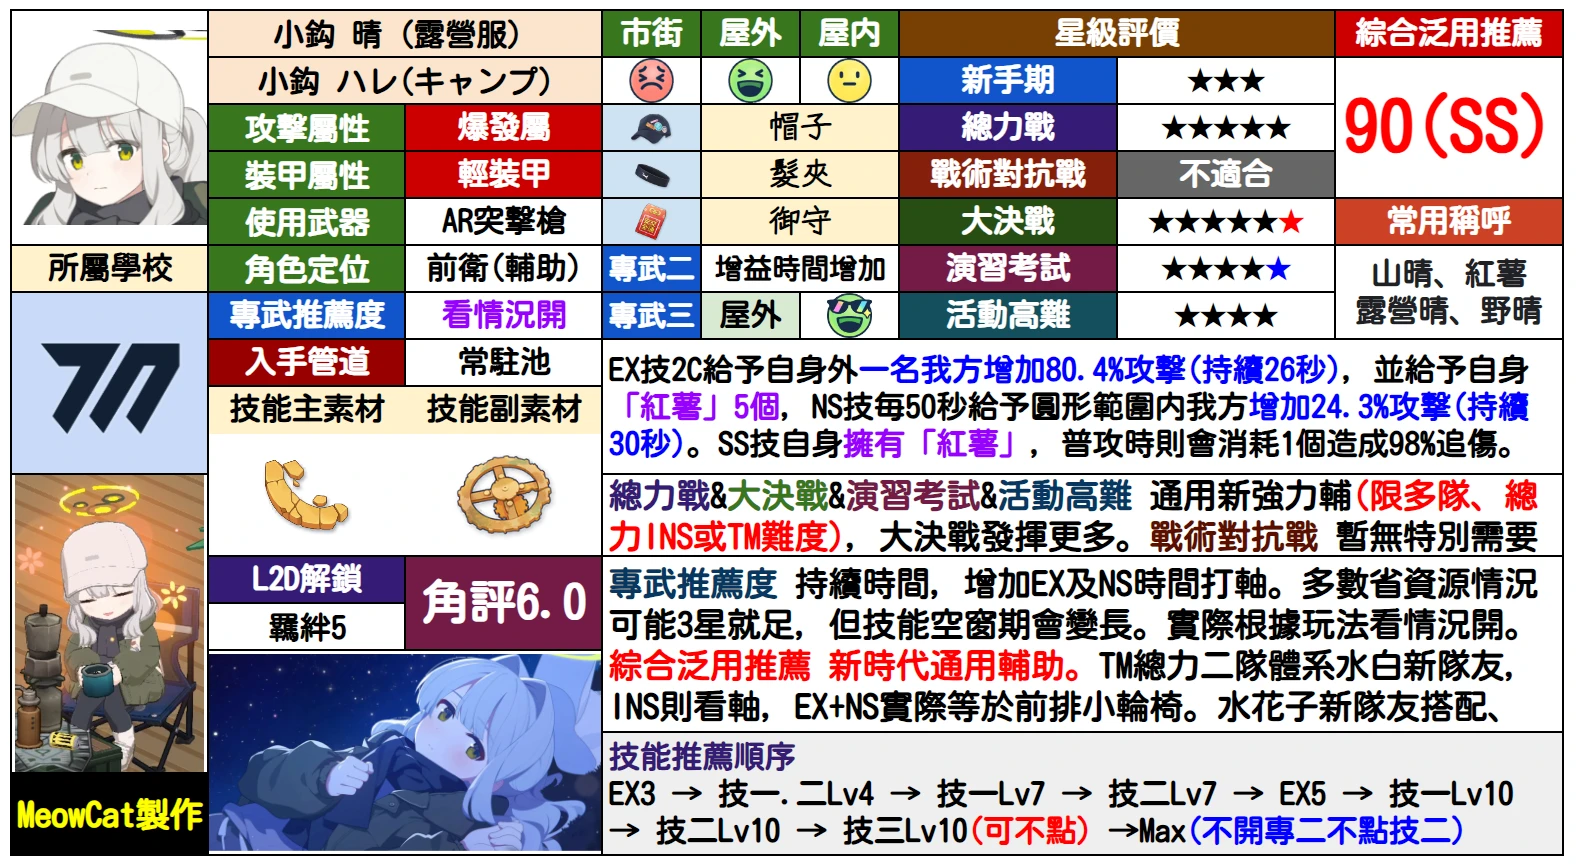 小鈎 晴 (露營服)
小鈎 ハレ(キャンプ)
攻擊屬性 爆發屬
裝甲屬性 輕裝甲
使用武器 AR突擊槍
角色定位 前衛(輔助)
專武推薦度 看情況開
入手管道 常駐池
技能主素材 技能副素材
所屬學校
L2D解鎖
羈絆5
角評6.0
MeowCat製作
市街 屋外 屋內
帽子
髮夾
御守
專武二 增益時間增加
專武三 屋外
星級評價
新手期 ★★★
總力戰 ★★★★★
戰術對抗戰 不適合
大決戰 ★★★★★★
演習考試 ★★★★★
活動高難 ★★★★
綜合泛用推薦
90(SS)
常用稱呼
山晴、紅薯
露營晴、野晴
EX技2C給予自身外一名我方增加80.4%攻擊(持續26秒), 並給予自身
「紅薯」5個, NS技每50秒給予圓形範圍內我方增加24.3%攻擊(持續
30秒)。SS技自身擁有「紅薯」, 普攻時則會消耗1個造成98%追傷。
總力戰&大決戰&演習考試&活動高難 通用新強力輔(限多隊、總
力INS或TM難度), 大決戰發揮更多。戰術對抗戰 暫無特別需要
專武推薦度 持續時間, 增加EX及NS時間打軸。多數省資源情況
可能3星就足, 但技能空窗期會變長。實際根據玩法看情況開。
綜合泛用推薦 新時代通用輔助。TM總力二隊體系水白新隊友,
INS則看軸, EX+NS實際等於前排小輪椅。水花子新隊友搭配、
技能推薦順序
EX3 → 技一.二Lv4 → 技一Lv7 → 技二Lv7 → EX5 → 技一Lv10
→ 技二Lv10 → 技三Lv10(可不點) →Max(不開專二不點技二)